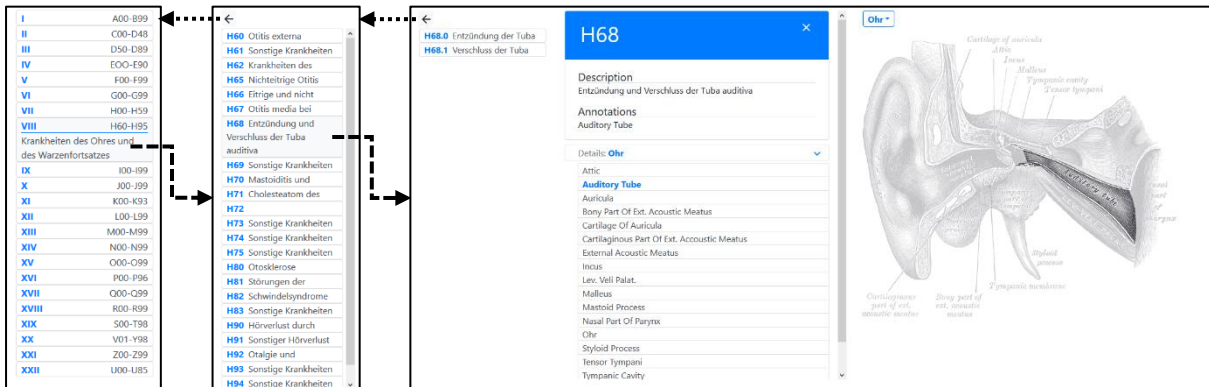 I A00-B99
II C00-D48
III D50-D89
IV EOO-E90
V F00-F99
VI G00-G99
VII H00-H59
VIII H60-H95
Krankheiten des Ohres und
des Warzenfortsatzes
IX I00-I99
X J00-J99
XI K00-K93
XII L00-L99
XIII M00-M99
XIV N00-N99
XV O00-O99
XVI P00-P96
XVII Q00-Q99
XVIII R00-R99
XIX S00-T98
XX V01-Y98
XXI Z00-Z99
XXII U00-U85
H60 Otitis externa
H61 Sonstige Krankheiten
H62 Krankheiten des
H65 Nichteitrige Otitis
H66 Eitrige und nicht
H67 Otitis media bei
H68 Entzündung und
Verschluss der Tuba
auditiva
H69 Sonstige Krankheiten
H70 Mastoiditis und
H71 Cholesteatom des
H72
H73 Sonstige Krankheiten
H74 Sonstige Krankheiten
H75 Sonstige Krankheiten
H80 Otosklerose
H81 Störungen der
H82 Schwindelsyndrome
H83 Sonstige Krankheiten
H90 Hörverlust durch
H91 Sonstiger Hörverlust
H92 Otalgie und
H93 Sonstige Krankheiten
H94 Sonstige Krankheiten
H68.0 Entzündung der Tuba
H68.1 Verschluss der Tuba
H68 ×
Description
Entzündung und Verschluss der Tuba auditiva
Annotations
Auditory Tube
Details: Ohr
Attic
Auditory Tube
Auricula
Bony Part Of Ext. Acoustic Meatus
Cartilage Of Auricula
Cartilaginous Part Of Ext. Accoustic Meatus
External Acoustic Meatus
Incus
Lev. Veli Palat.
Malleus
Mastoid Process
Nasal Part Of Parynx
Ohr
Styloid Process
Tensor Tympani
Tympanic Cavity
Ohr
Cartilage of auricula
Attic
Incus
Malleus
Tympanic cavity
Tensor tympani
Auditory tube
part
of
Styloid
process
Tympanic membrane
Cartilaginous
part of ext.
acoustic meatus
Bony part of
ext. acoustic
meatus